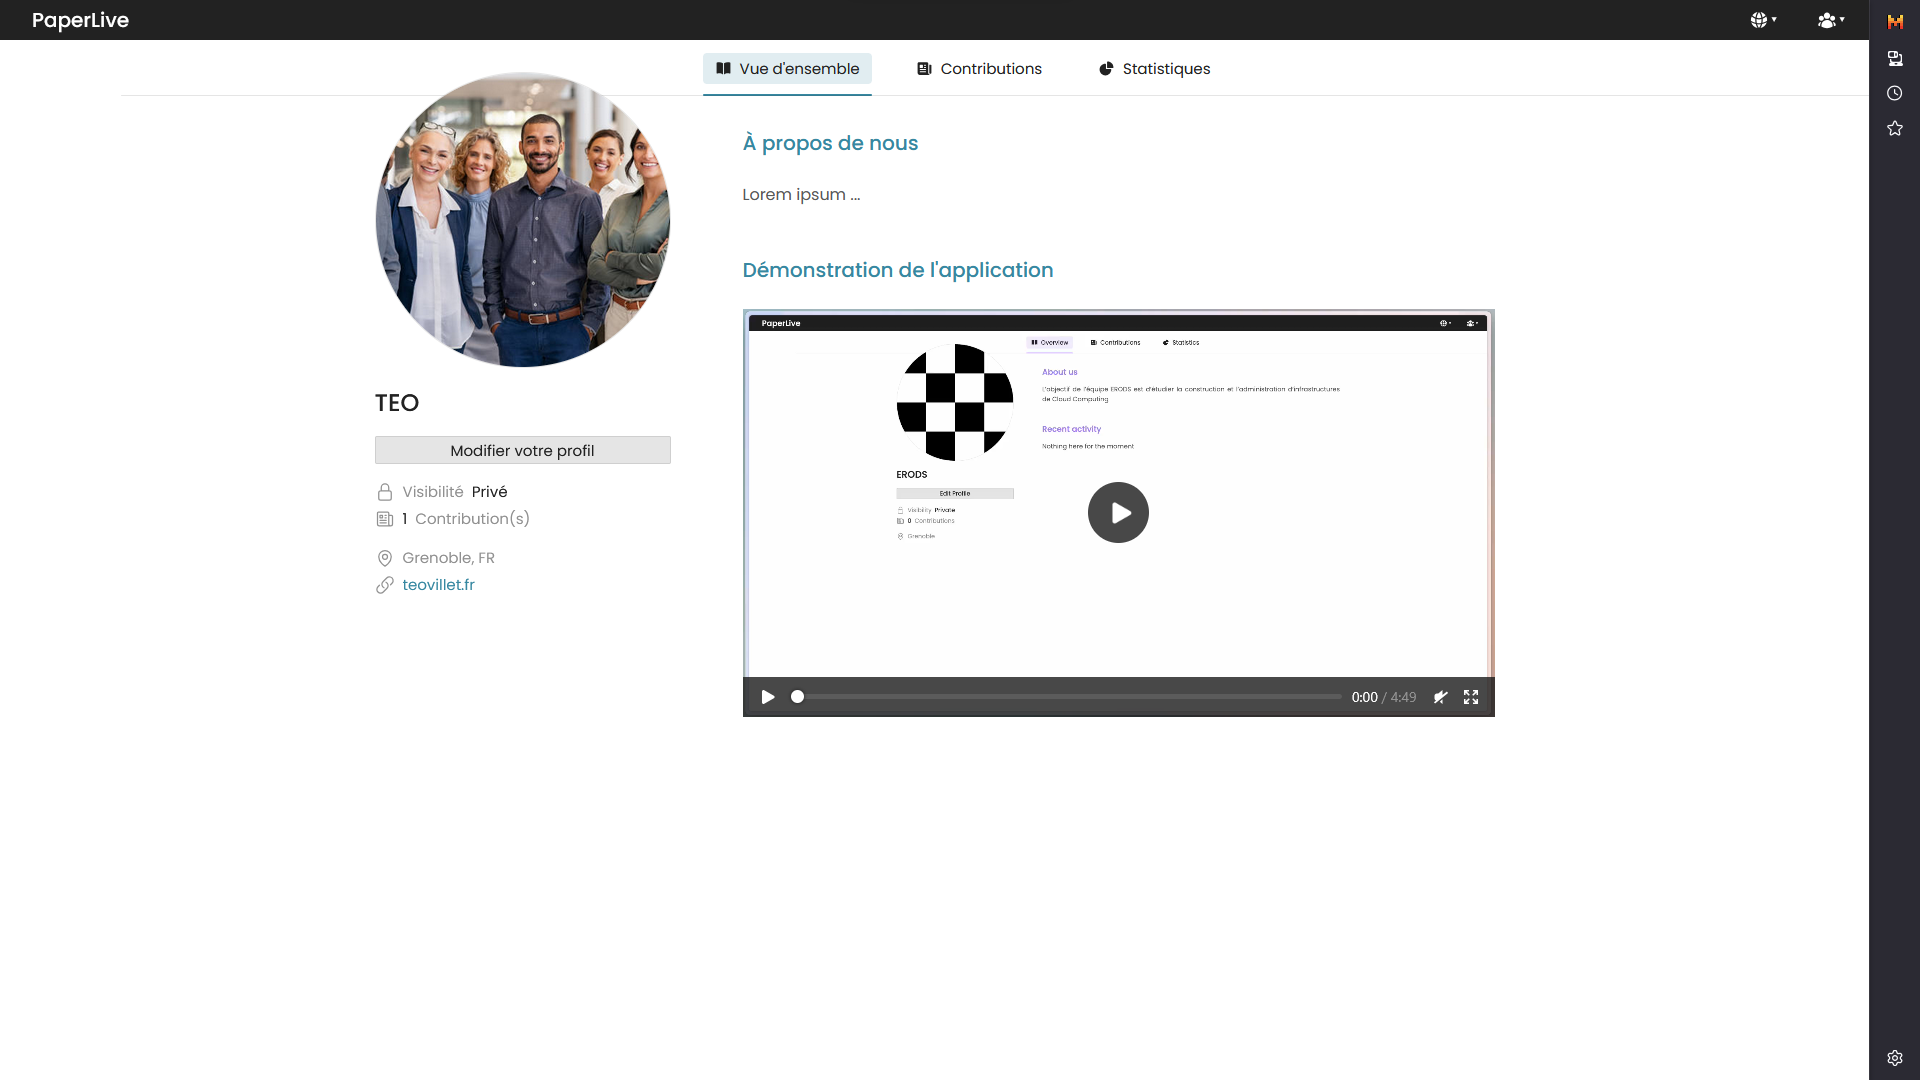 PaperLive
Vue d'ensemble
Contributions
Statistiques
À propos de nous
Lorem ipsum ...
Démonstration de l'application
TEO
Modifier votre profil
Visibilité Privé
1 Contribution(s)
Grenoble, FR
teovillet.fr
PaperLive
Overview
Contributions
Statistics
About us
L'objectif de l'équipe ERODS est d'étudier la construction et l'administration d'infrastructures
de Cloud Computing
Recent activity
Nothing here for the moment
ERODS
Edit Profile
Visibility Private
0 Contributions
Grenoble
0:00 / 4:49